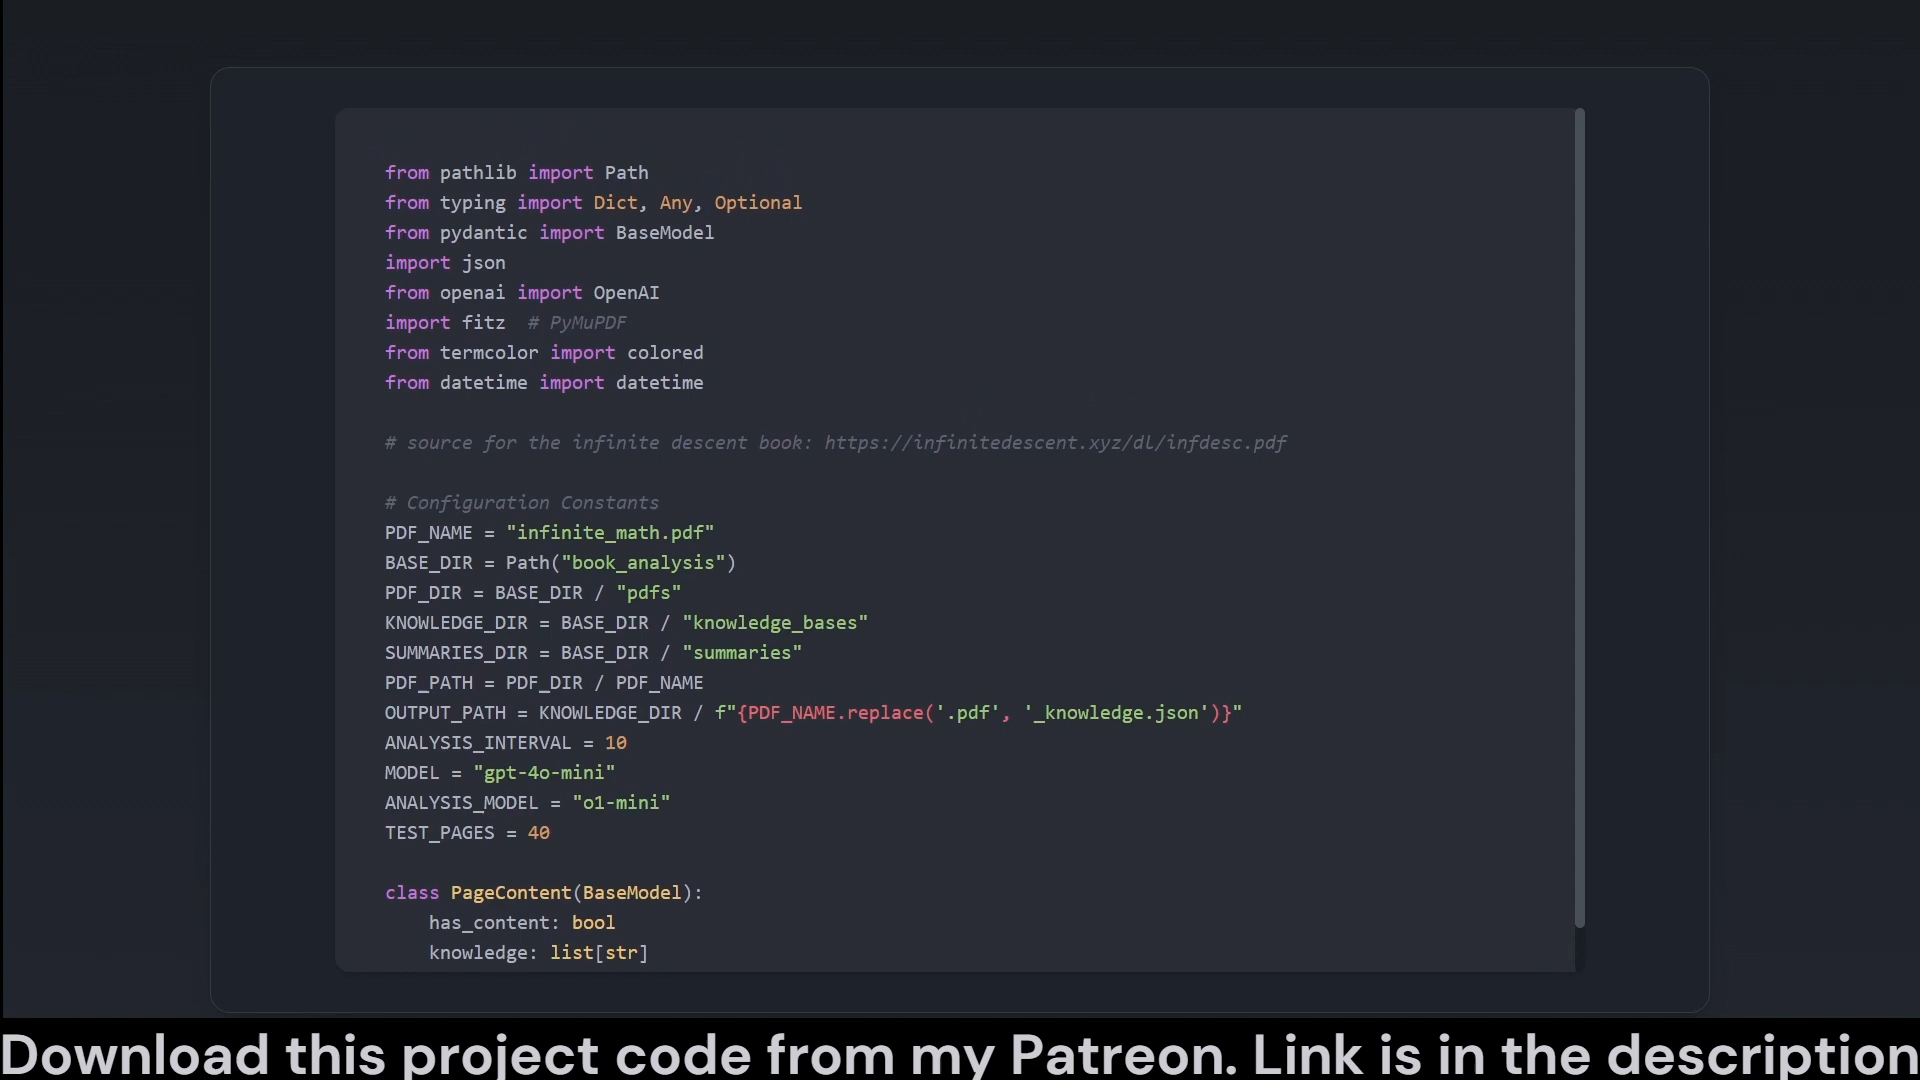 from pathlib import Path
from typing import Dict, Any, Optional
from pydantic import BaseModel
import json
from openai import OpenAI
import fitz  # PyMuPDF
from termcolor import colored
from datetime import datetime

# source for the infinite descent book: https://infinitedescent.xyz/dl/infdesc.pdf

# Configuration Constants
PDF_NAME = "infinite_math.pdf"
BASE_DIR = Path("book_analysis")
PDF_DIR = BASE_DIR / "pdfs"
KNOWLEDGE_DIR = BASE_DIR / "knowledge_bases"
SUMMARIES_DIR = BASE_DIR / "summaries"
PDF_PATH = PDF_DIR / PDF_NAME
OUTPUT_PATH = KNOWLEDGE_DIR / f"{PDF_NAME.replace('.pdf', '_knowledge.json')}"
ANALYSIS_INTERVAL = 10
MODEL = "gpt-4o-mini"
ANALYSIS_MODEL = "o1-mini"
TEST_PAGES = 40

class PageContent(BaseModel):
    has_content: bool
    knowledge: list[str]
Download this project code from my Patreon. Link is in the description